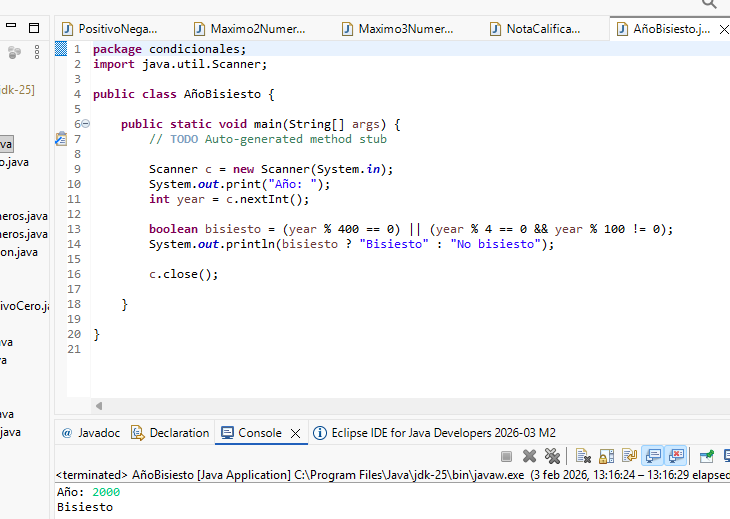 PositivoNega...
Maximo2Numer...
Maximo3Numer...
NotaCalifica...
AñoBisiesto.j...
jdk-25]
va
o.java
neros.java
neros.java
on.java
ivoCero.ja
va
a
ava
java
1 package condicionales;
2 import java.util.Scanner;
3
4 public class AñoBisiesto {
5
6 public static void main(String[] args) {
7 // TODO Auto-generated method stub
8
9 Scanner c = new Scanner(System.in);
10 System.out.print("Año: ");
11 int year = c.nextInt();
12
13 boolean bisiesto = (year % 400 == 0) || (year % 4 == 0 && year % 100 != 0);
14 System.out.println(bisiesto ? "Bisiesto" : "No bisiesto");
15
16 c.close();
17
18 }
19
20 }
21
@ Javadoc
Declaration
Console
Eclipse IDE for Java Developers 2026-03 M2
<terminated> AñoBisiesto [Java Application] C:\Program Files\Java\jdk-25\bin\javaw.exe (3 feb 2026, 13:16:24 – 13:16:29 elapsed
Año: 2000
Bisiesto